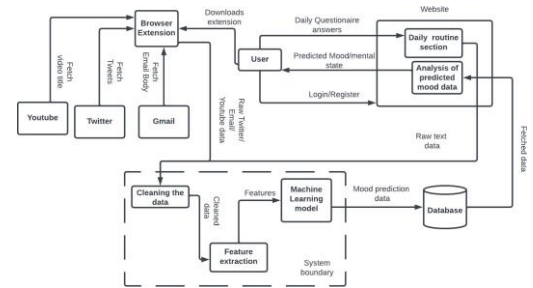 Website
Downloads
extension
Browser
Extension
Daily Questionaire
answers
Daily routine
section
User
Predicted Mood/mental
state
Analysis of
predicted
mood data
Fetch
video title
Fetch
Tweets
Fetch
Email Body
Login/Register
Youtube
Twitter
Gmail
Raw Twitter/
Email/
Youtube data
Raw text
data
Fetched data
Cleaning the
data
Cleaned
data
Features
Machine
Learning
model
Mood prediction
data
Database
Feature
extraction
System
boundary